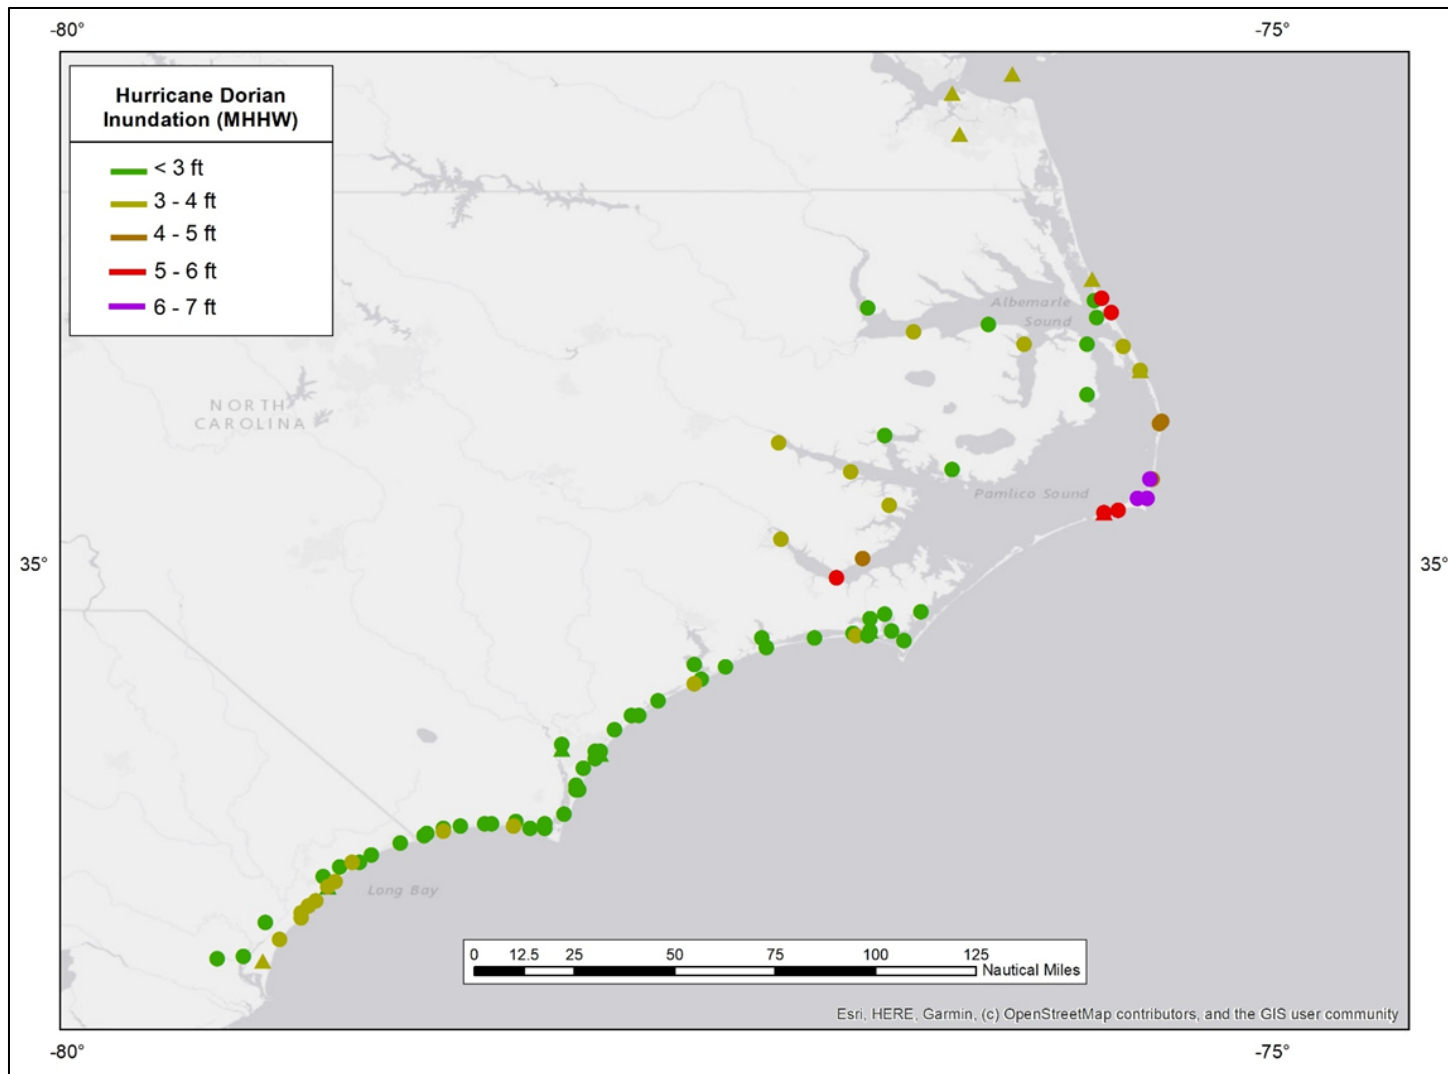 -80°
-75°
Hurricane Dorian
Inundation (MHHW)
< 3 ft
3 - 4 ft
4 - 5 ft
5 - 6 ft
6 - 7 ft
Albemarle
Sound
NORTH
CAROLINA
Pamlico Sound
35°
35°
Long Bay
0 12.5 25 50 75 100 125
Nautical Miles
Esri, HERE, Garmin, (c) OpenStreetMap contributors, and the GIS user community
-80°
-75°